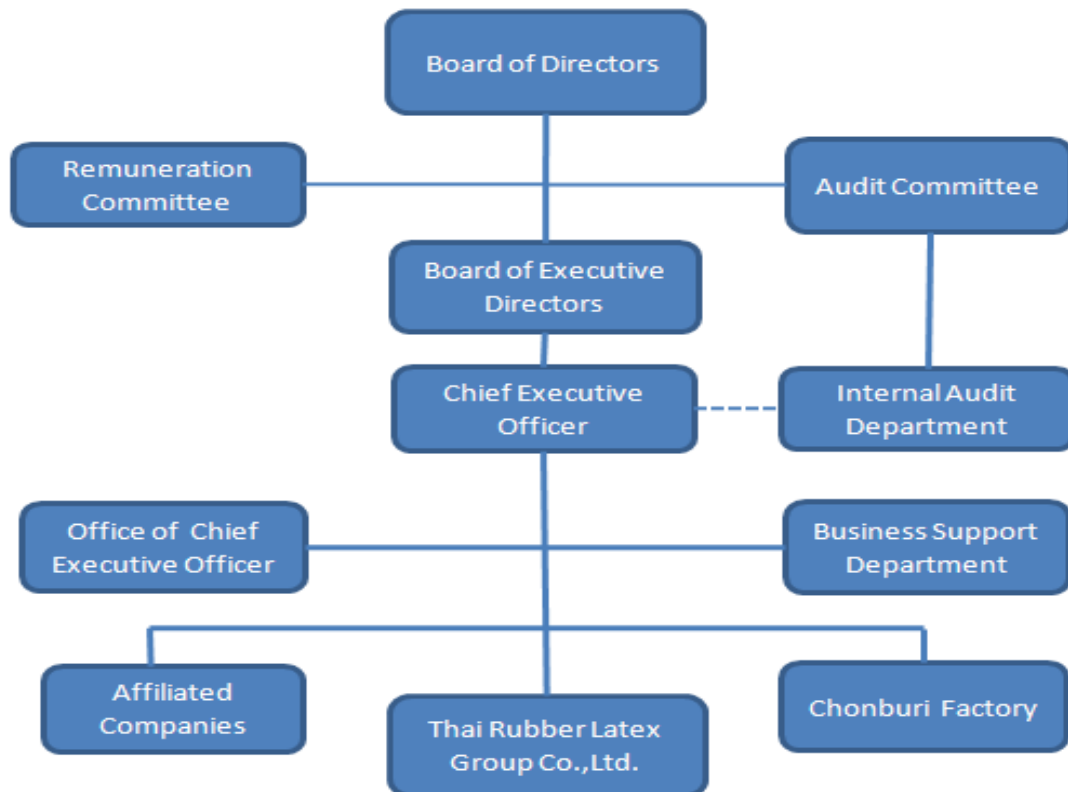 Board of Directors
Remuneration
Committee
Audit Committee
Board of Executive
Directors
Chief Executive
Officer
Internal Audit
Department
Office of Chief
Executive Officer
Business Support
Department
Affiliated
Companies
Thai Rubber Latex
Group Co.,Ltd.
Chonburi Factory